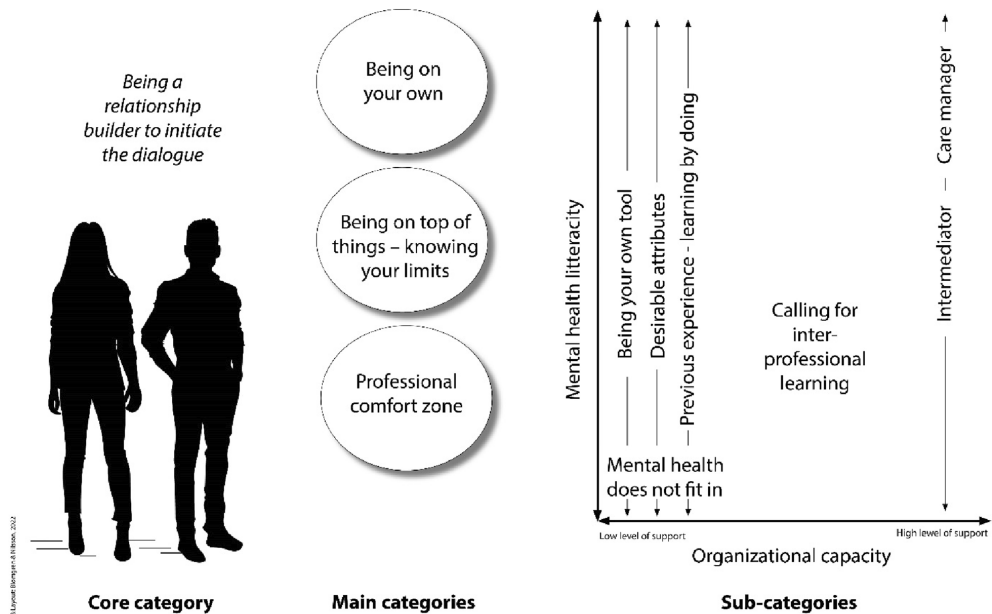 Being a
relationship
builder to initiate
the dialogue
Being on
your own
Being on top of
things – knowing
your limits
Professional
comfort zone
Mental health litteracy
Being your own tool
Desirable attributes
Previous experience - learning by doing
Mental health
does not fit in
Calling for
inter-
professional
learning
Intermediator
Care manager
Low level of support
High level of support
Organizational capacity
Core category
Main categories
Sub-categories